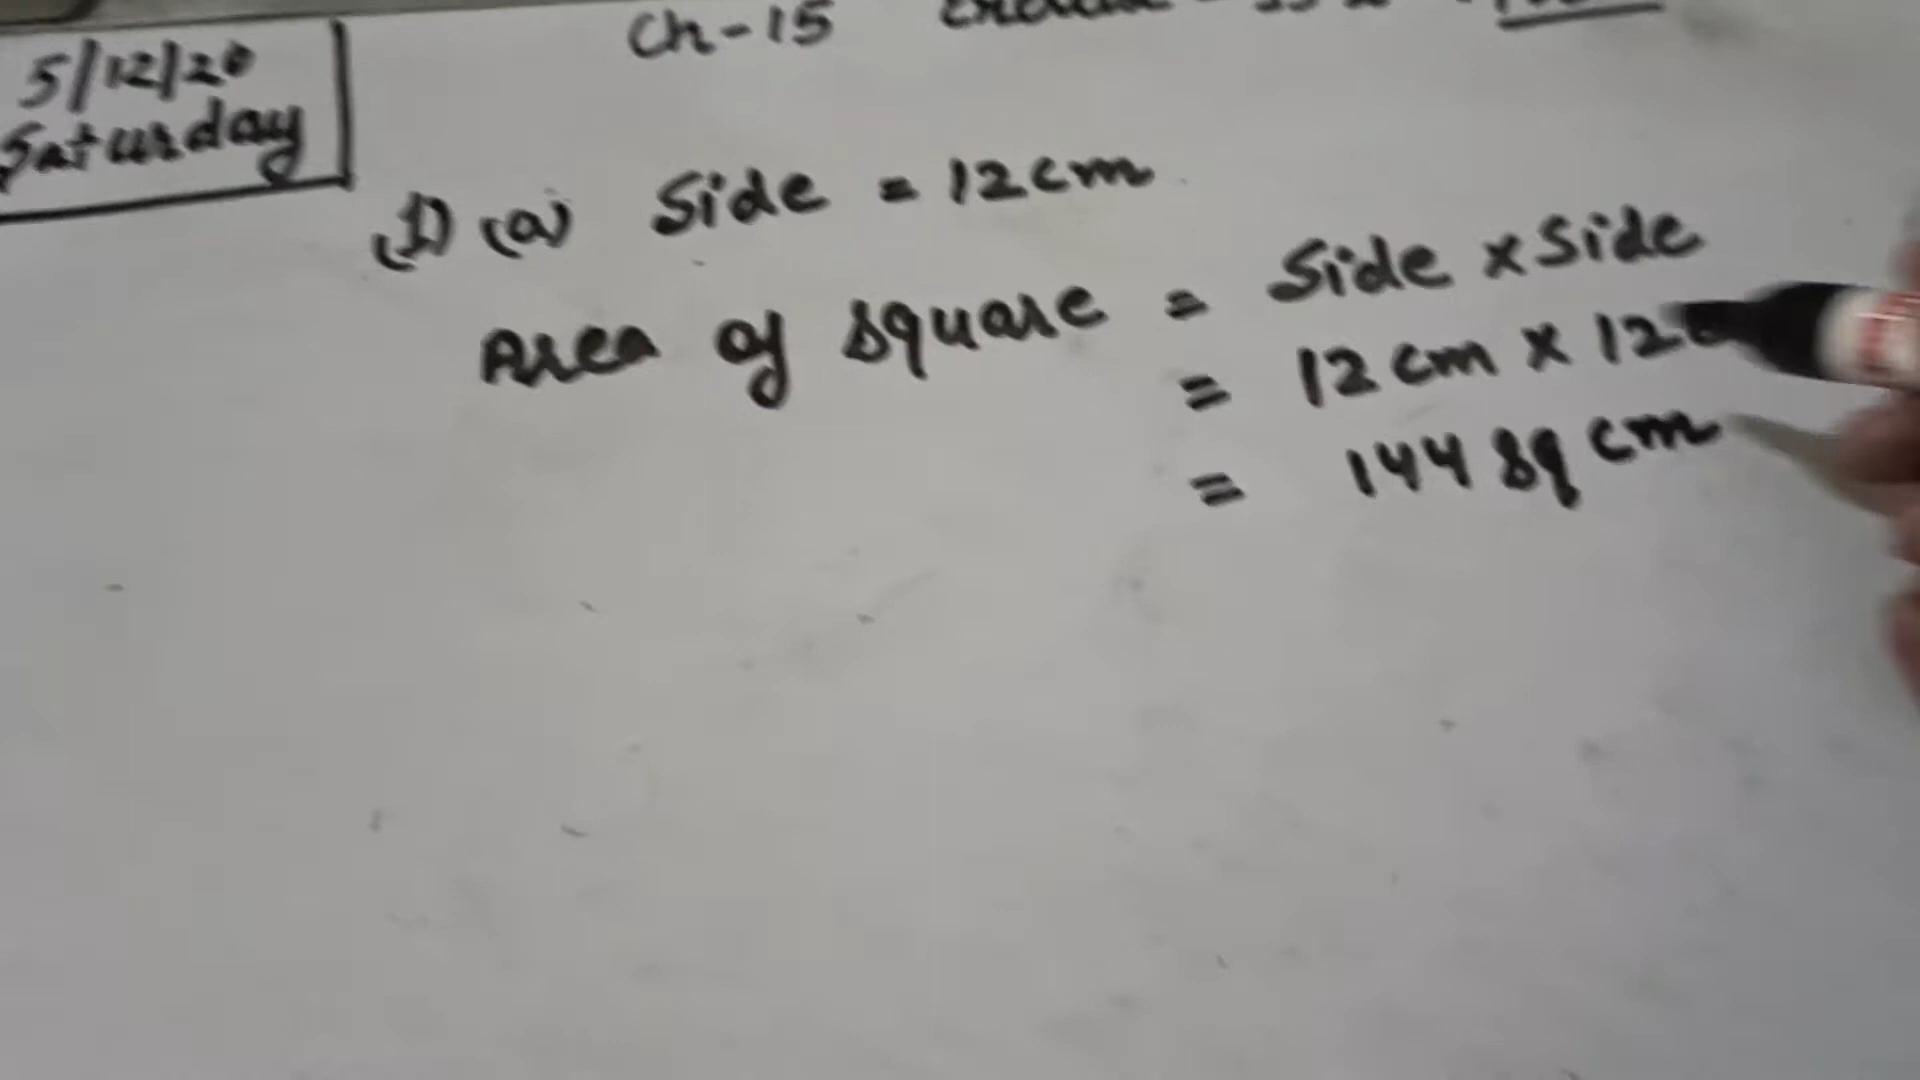 5/12/20
Saturday
Ch-15
(1) (a) Side = 12cm
Area of square = Side x Side
= 12 cm x 12c
= 144 sq cm